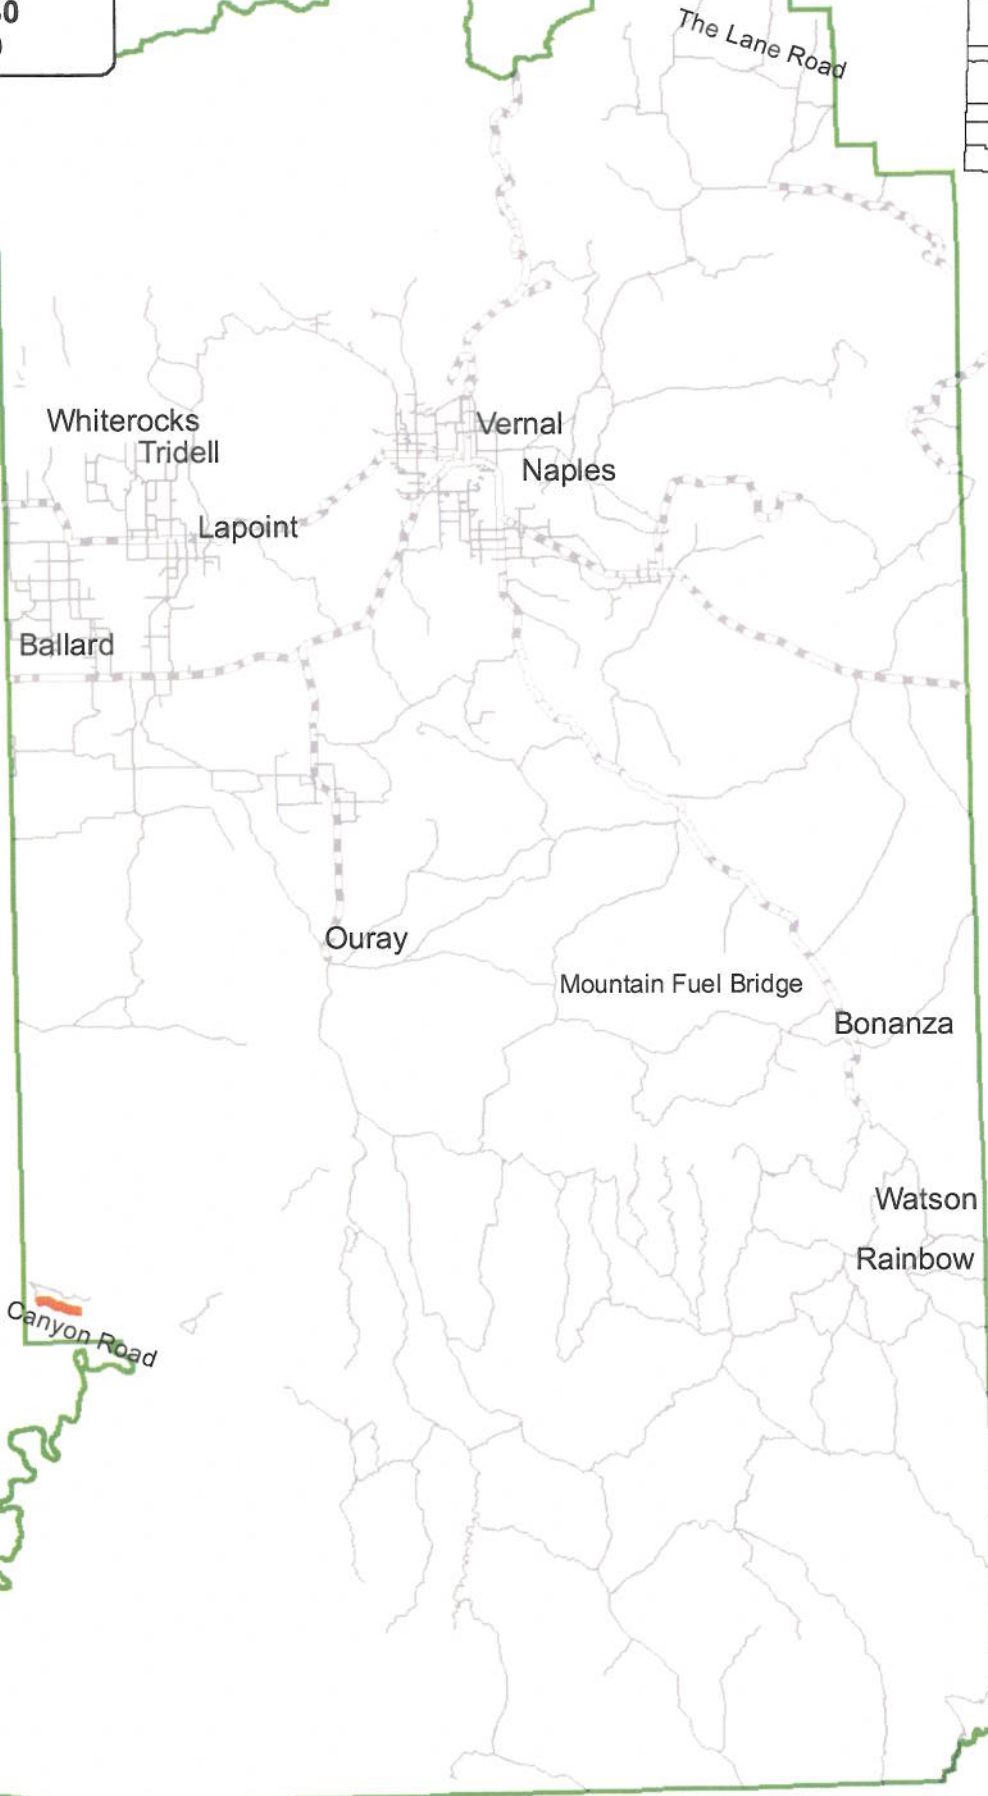 The Lane Road
Whiterocks
Vernal
Tridell
Naples
Lapoint
Ballard
Ouray
Mountain Fuel Bridge
Bonanza
Watson
Rainbow
Canyon Road